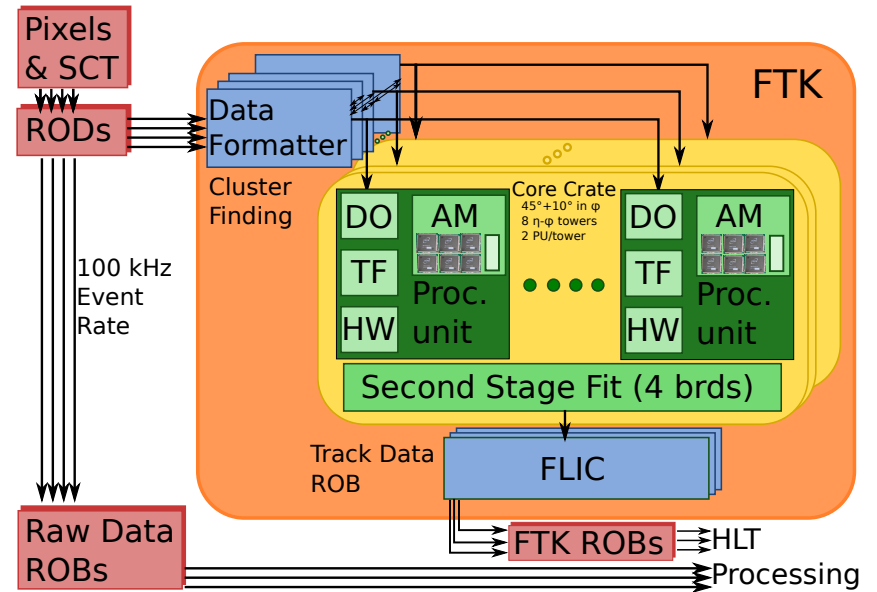 Pixels
& SCT
RODs
Data
Formatter
Cluster
Finding
FTK
100 kHz
Event
Rate
Core Crate
45°+10° in φ
8 η-φ towers
2 PU/tower
DO
AM
TF
Proc.
unit
HW
DO
AM
TF
Proc.
unit
HW
Second Stage Fit (4 brds)
Track Data
ROB
FLIC
Raw Data
ROBs
FTK ROBs
HLT
Processing